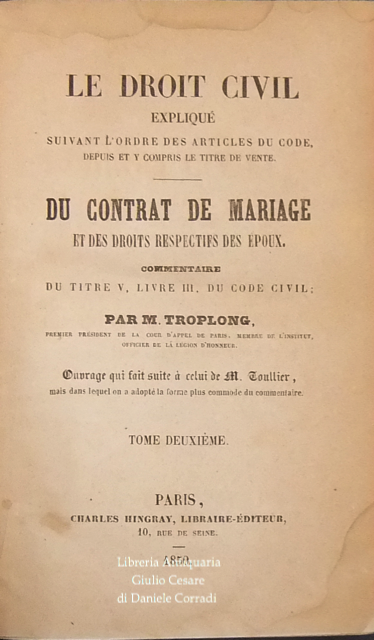 LE DROIT CIVIL
EXPLIQUÉ
SUIVANT L'ORDRE DES ARTICLES DU CODE,
DEPUIS ET Y COMPRIS LE TITRE DE VENTE.
DU CONTRAT DE MARIAGE
ET DES DROITS RESPECTIFS DES ÉPOUX.
COMMENTAIRE
DU TITRE V, LIVRE III, DU CODE CIVIL;
PAR M. TROPLONG,
PREMIER PRÉSIDENT DE LA COUR D'APPEL DE PARIS, MEMBRE DE L'INSTITUT,
OFFICIER DE LA LÉGION D'HONNEUR.
Ouvrage qui fait suite à celui de M. Toullier,
mais dans lequel on a adopté la forme plus commode du commentaire.
TOME DEUXIÈME.
PARIS,
CHARLES HINGRAY, LIBRAIRE-ÉDITEUR,
10, RUE DE SEINE.
Libreria Antiquaria
Giulio Cesare
di Daniele Corradi